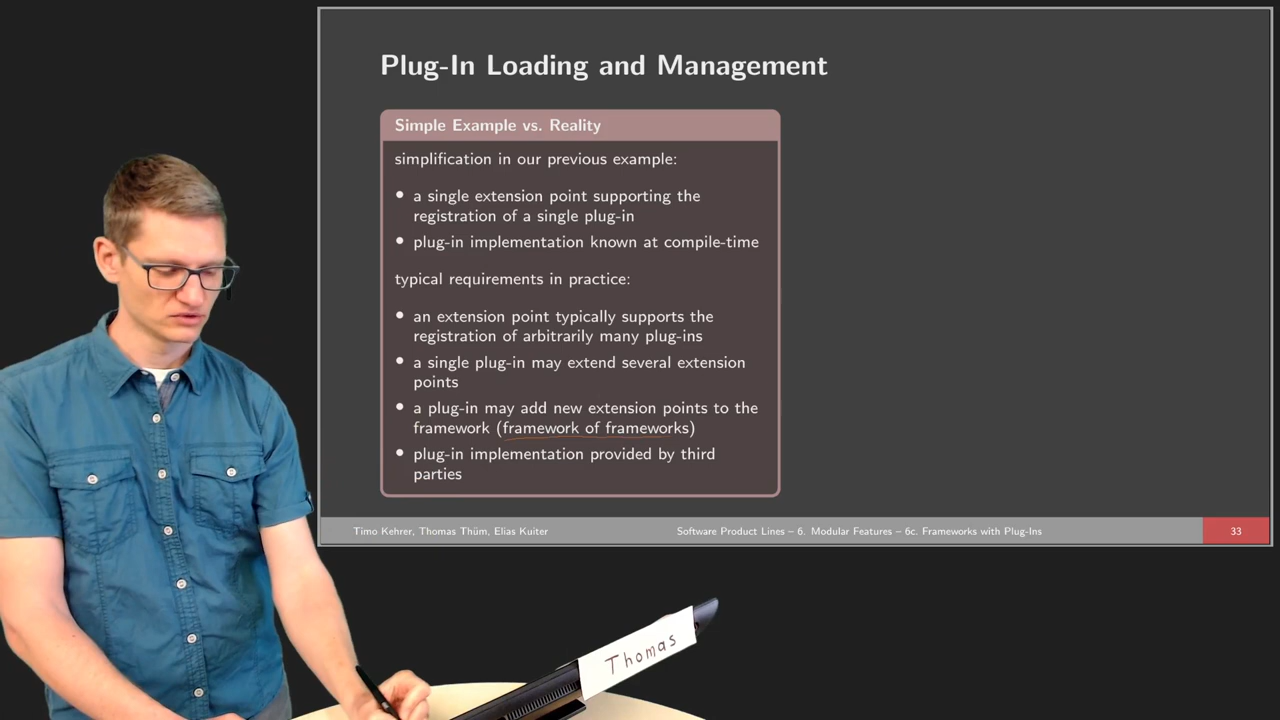 Plug-In Loading and Management
Simple Example vs. Reality
simplification in our previous example:
• a single extension point supporting the
registration of a single plug-in
• plug-in implementation known at compile-time
typical requirements in practice:
• an extension point typically supports the
registration of arbitrarily many plug-ins
• a single plug-in may extend several extension
points
• a plug-in may add new extension points to the
framework (framework of frameworks)
• plug-in implementation provided by third
parties
Timo Kehrer, Thomas Thüm, Elias Kuiter
Software Product Lines – 6. Modular Features – 6c. Frameworks with Plug-Ins
33
Thomas